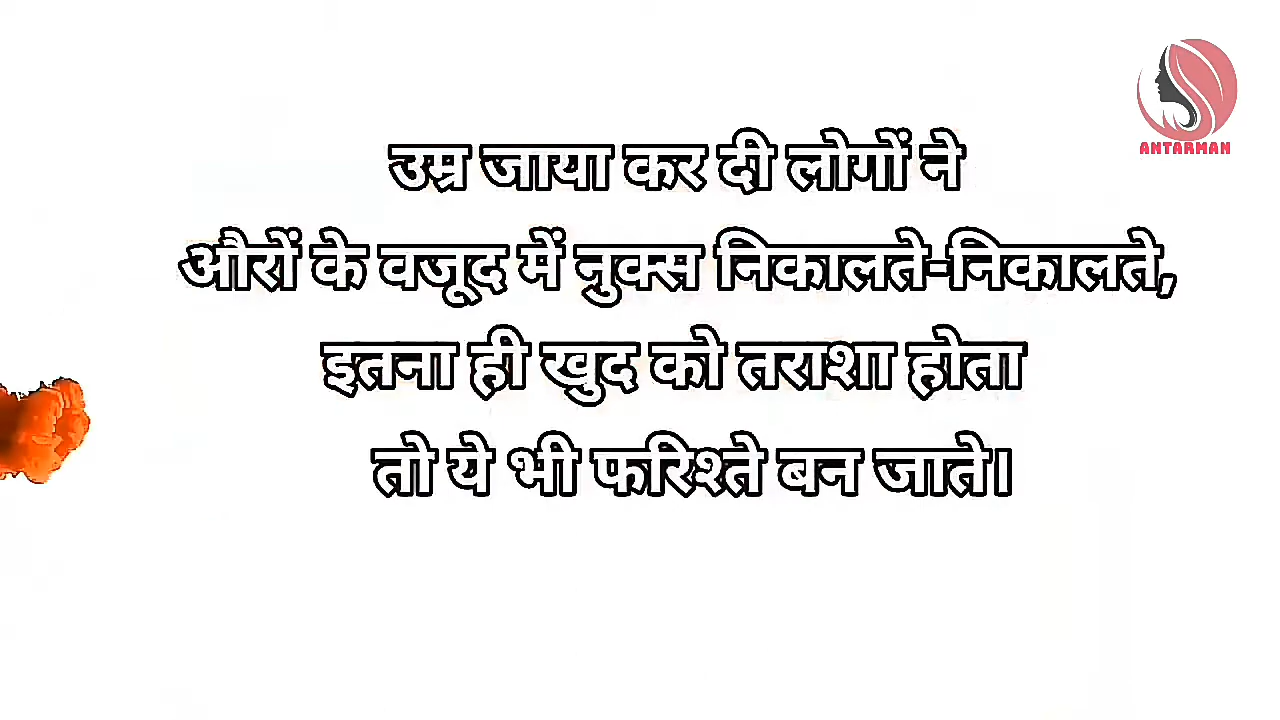 ANTARMAN
उम्र जाया कर दी लोगों ने
औरों के वजूद में नुक्स निकालते-निकालते,
इतना ही खुद को तराशा होता
तो ये भी फरिश्ते बन जाते।